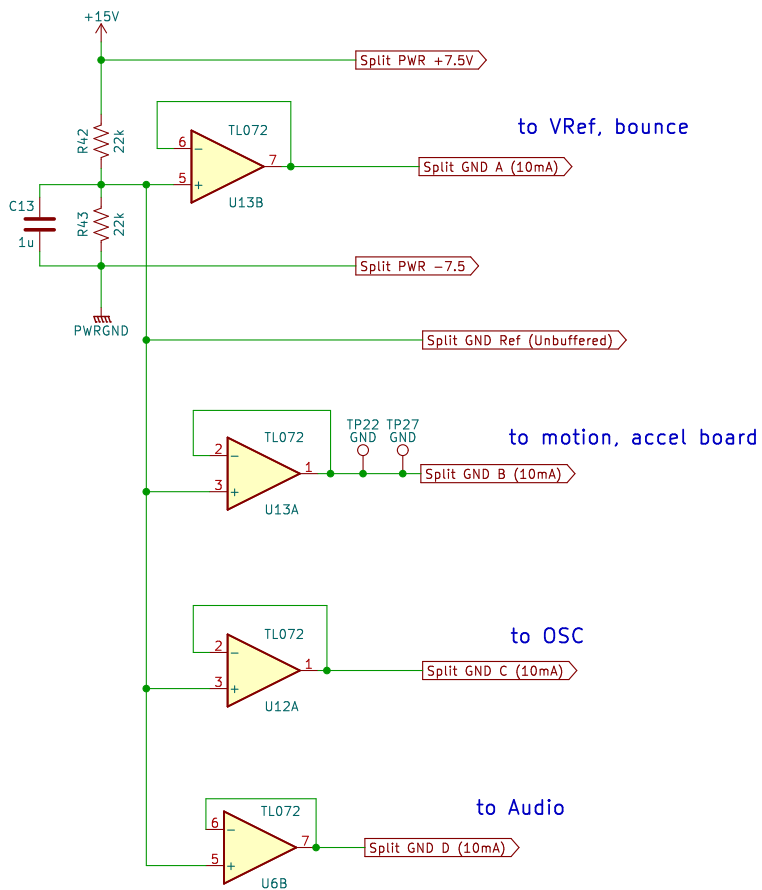 +15V
Split PWR +7.5V
R42
22k
TL072
6
7
5
U13B
to VRef, bounce
Split GND A (10mA)
C13
1u
R43
22k
Split PWR -7.5
PWRGND
Split GND Ref (Unbuffered)
TL072
2
1
3
U13A
TP22
GND
TP27
GND
to motion, accel board
Split GND B (10mA)
TL072
2
1
3
U12A
to OSC
Split GND C (10mA)
TL072
6
7
5
U6B
to Audio
Split GND D (10mA)